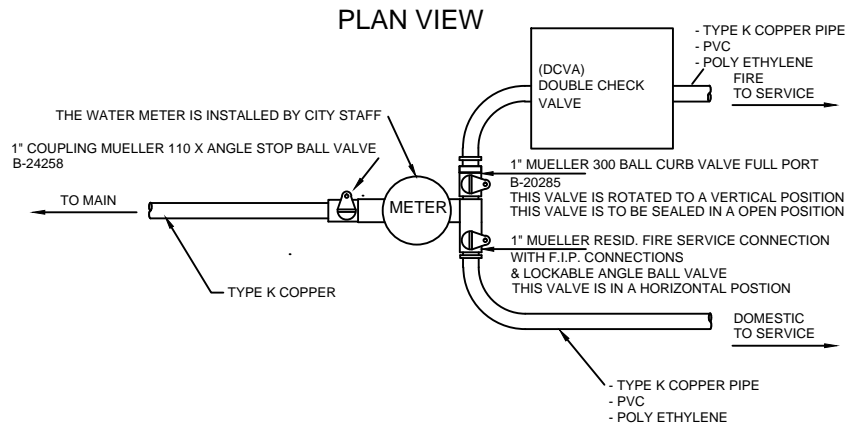 PLAN VIEW
- TYPE K COPPER PIPE
- PVC
- POLY ETHYLENE
FIRE
TO SERVICE
(DCVA)
DOUBLE CHECK
VALVE
THE WATER METER IS INSTALLED BY CITY STAFF
1" COUPLING MUELLER 110 X ANGLE STOP BALL VALVE
B-24258
1" MUELLER 300 BALL CURB VALVE FULL PORT
B-20285
THIS VALVE IS ROTATED TO A VERTICAL POSITION
THIS VALVE IS TO BE SEALED IN A OPEN POSITION
TO MAIN
METER
1" MUELLER RESID. FIRE SERVICE CONNECTION
WITH F.I.P. CONNECTIONS
& LOCKABLE ANGLE BALL VALVE
THIS VALVE IS IN A HORIZONTAL POSTION
TYPE K COPPER
DOMESTIC
TO SERVICE
- TYPE K COPPER PIPE
- PVC
- POLY ETHYLENE